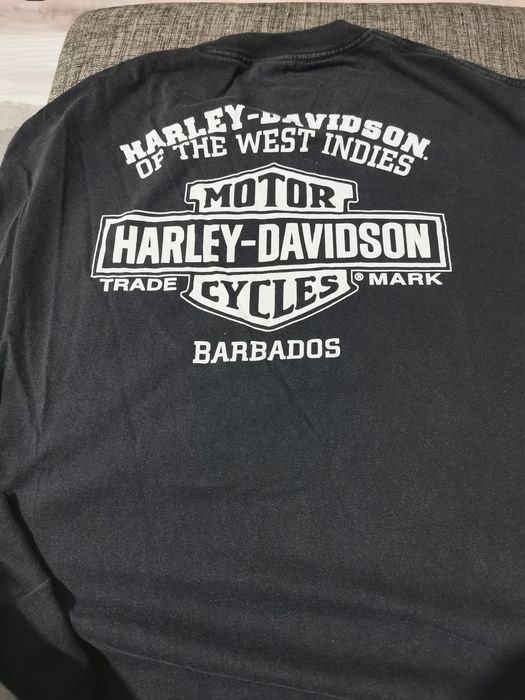 HARLEY-DAVIDSON.
OF THE WEST INDIES
MOTOR
HARLEY-DAVIDSON
TRADE CYCLES ® MARK
BARBADOS